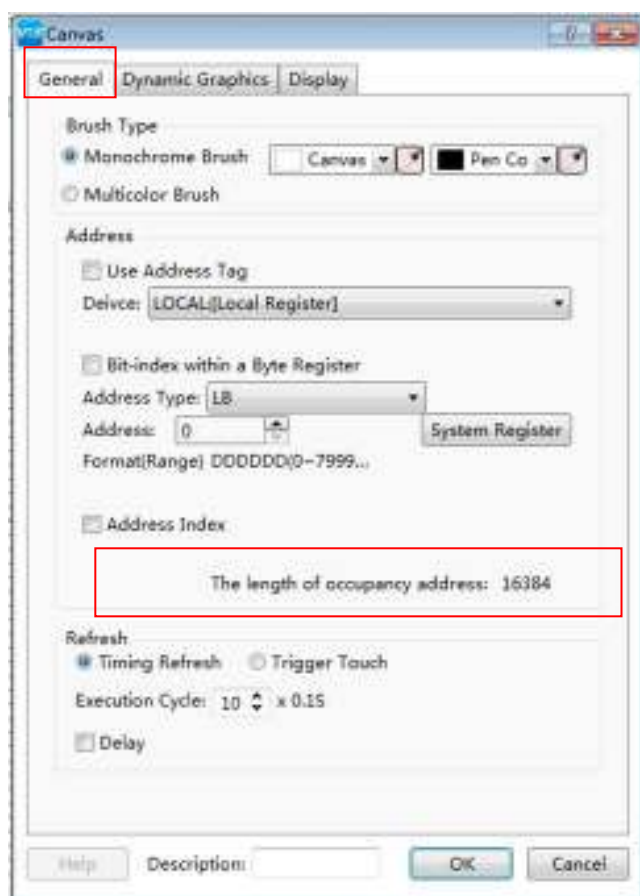 Canvas
General Dynamic Graphics Display
Brush Type
Monochrome Brush Canvas Pen Co
Multicolor Brush
Address
Use Address Tag
Deivce: LOCAL:[Local Register]
Bit-index within a Byte Register
Address Type: LB
Address: 0 System Register
Format(Range) DDDDDD(0~7999...
Address Index
The length of occupancy address: 16384
Refresh
Timing Refresh Trigger Touch
Execution Cycle: 10 x 0.1S
Delay
Help Description: OK Cancel